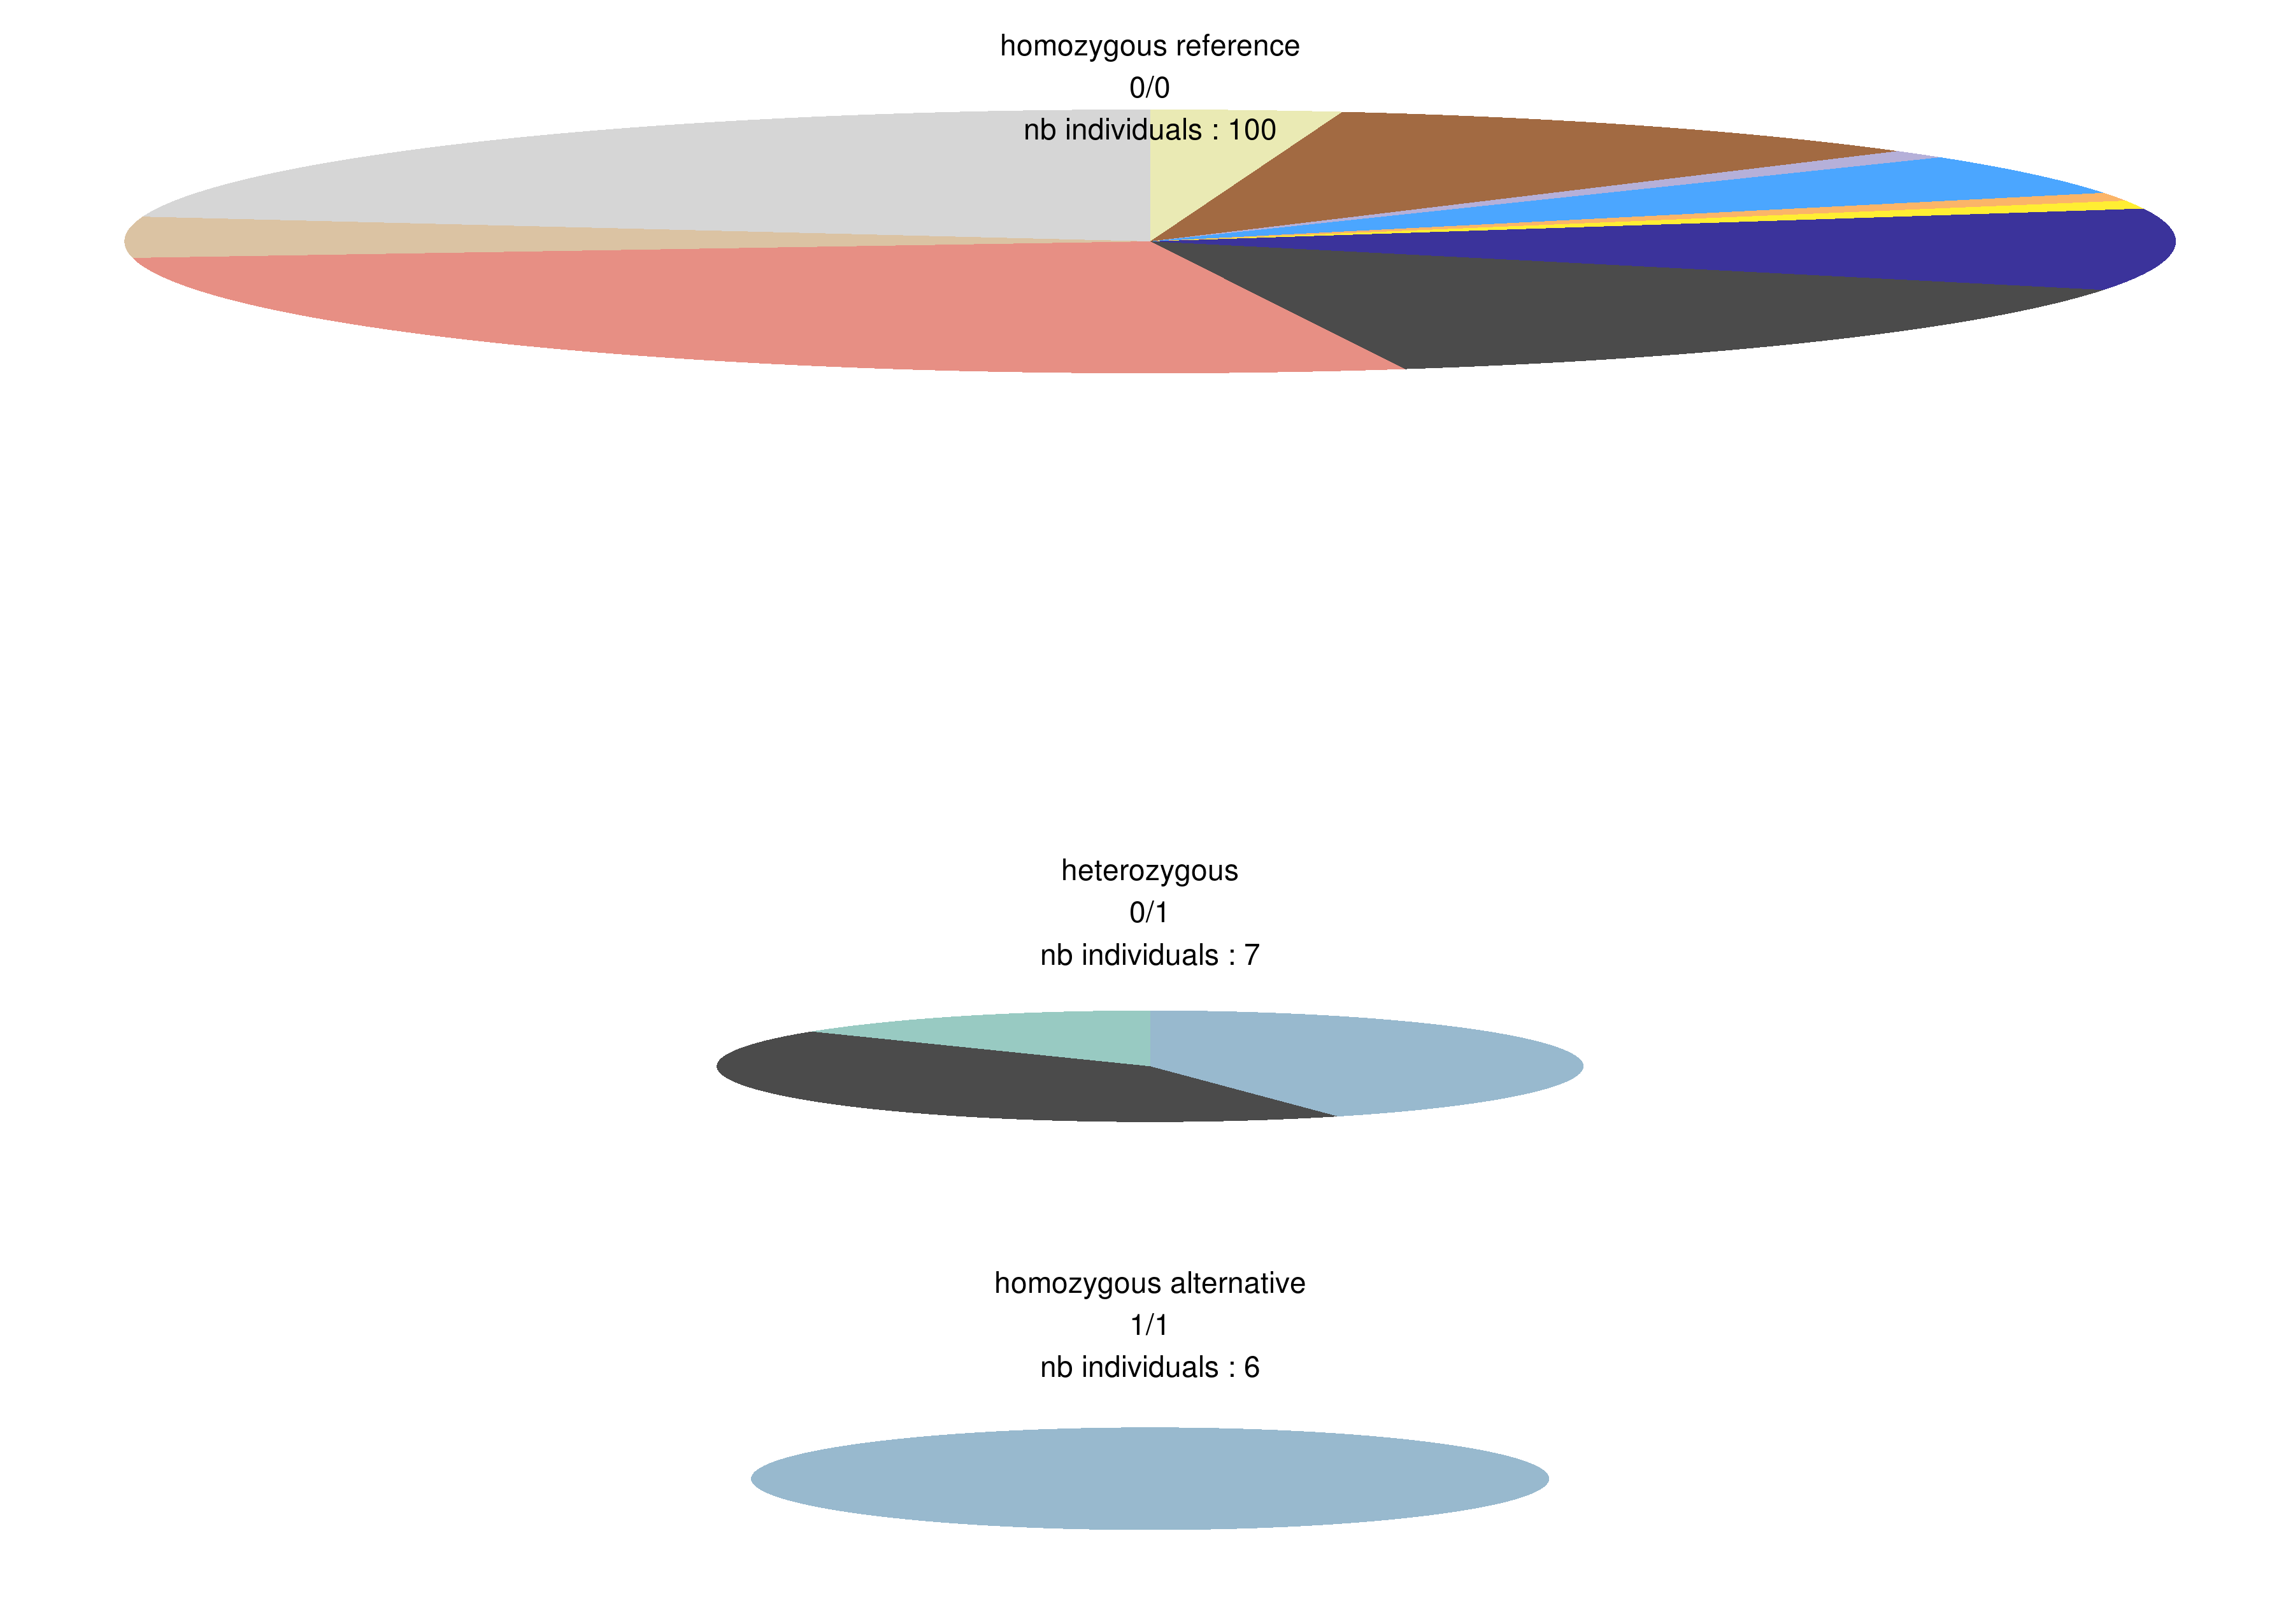 homozygous reference
0/0
nb individuals : 100
heterozygous
0/1
nb individuals : 7
homozygous alternative
1/1
nb individuals : 6